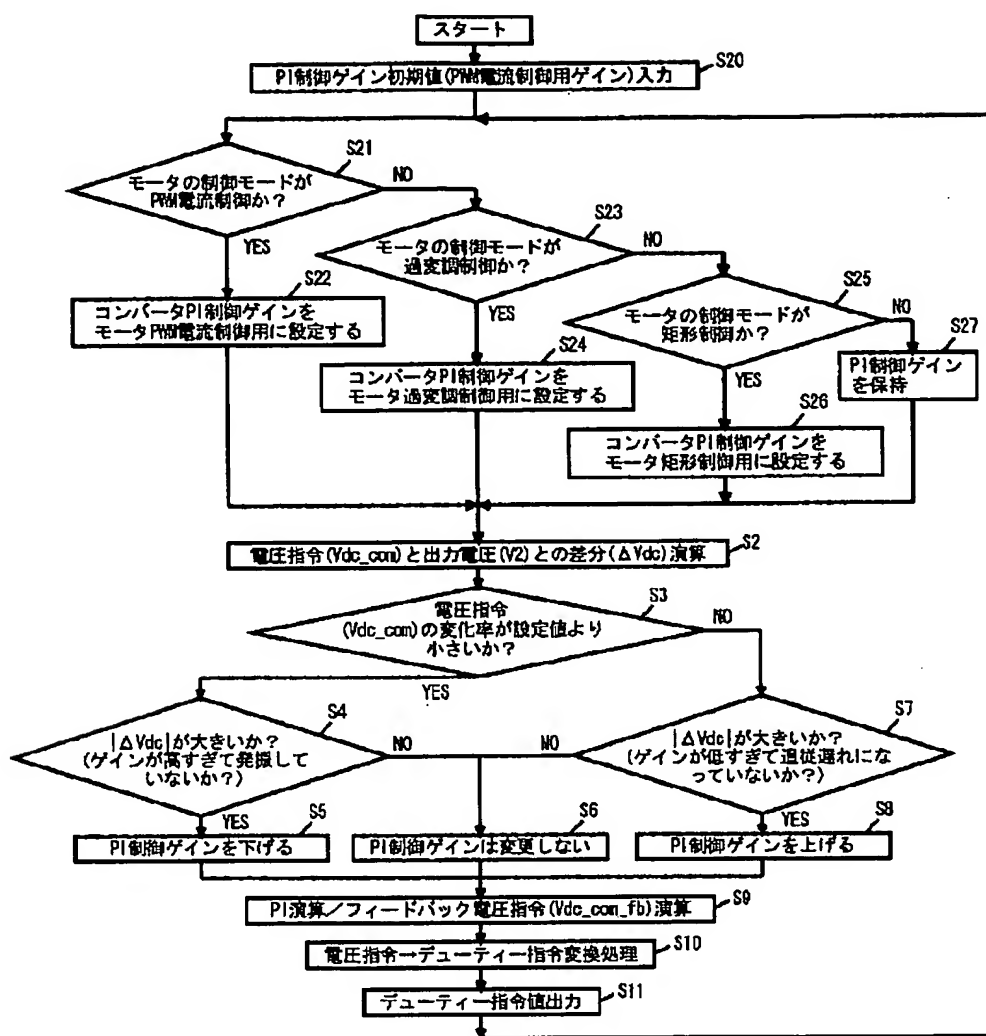 スタート
S20
PI制御ゲイン初期値(PWM電流制御用ゲイン)入力
S21
モータの制御モードが
PWM電流制御か?
NO
YES
S23
モータの制御モードが
過変調制御か?
NO
YES
S22
コンバータPI制御ゲインを
モータPWM電流制御用に設定する
S25
モータの制御モードが
矩形制御か?
NO
YES
S24
コンバータPI制御ゲインを
モータ過変調制御用に設定する
S27
PI制御ゲイン
を保持
S26
コンバータPI制御ゲインを
モータ矩形制御用に設定する
S2
電圧指令(Vdc_com)と出力電圧(V2)との差分(ΔVdc)演算
S3
電圧指令
(Vdc_com)の変化率が設定値より
小さいか?
NO
YES
S4
|ΔVdc|が大きいか?
(ゲインが高すぎて発振して
いないか?)
NO
YES
S7
|ΔVdc|が大きいか?
(ゲインが低すぎて追従遅れにな
っていないか?)
NO
YES
S5
PI制御ゲインを下げる
S6
PI制御ゲインは変更しない
S8
PI制御ゲインを上げる
S9
PI演算/フィードバック電圧指令(Vdc_com_fb)演算
S10
電圧指令→デューティー指令変換処理
S11
デューティー指令値出力